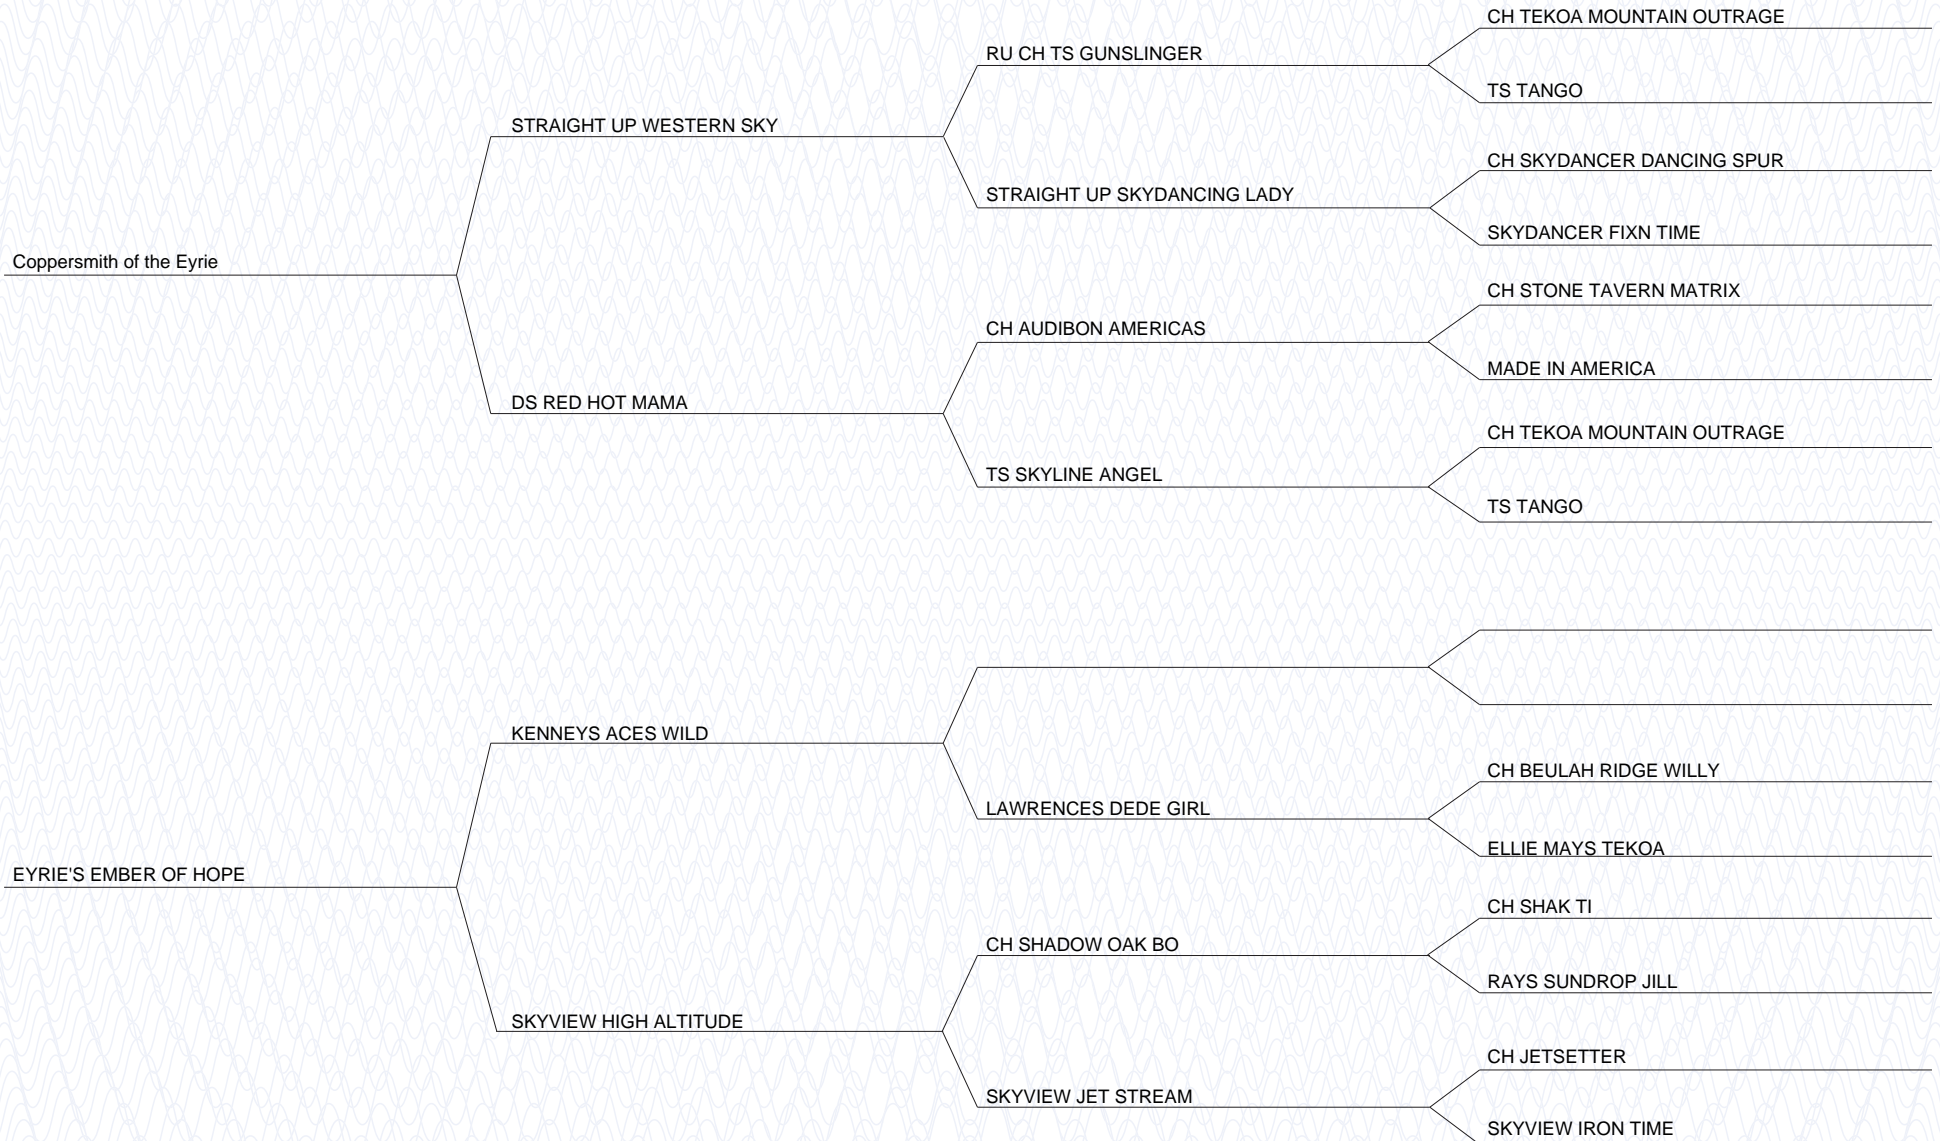 CH TEKOA MOUNTAIN OUTRAGE
RU CH TS GUNSLINGER
TS TANGO
STRAIGHT UP WESTERN SKY
CH SKYDANCER DANCING SPUR
STRAIGHT UP SKYDANCING LADY
SKYDANCER FIXN TIME
Coppersmith of the Eyrie
CH STONE TAVERN MATRIX
CH AUDIBON AMERICAS
MADE IN AMERICA
DS RED HOT MAMA
CH TEKOA MOUNTAIN OUTRAGE
TS SKYLINE ANGEL
TS TANGO
KENNEYS ACES WILD
CH BEULAH RIDGE WILLY
LAWRENCES DEDE GIRL
ELLIE MAYS TEKOA
EYRIE'S EMBER OF HOPE
CH SHAK TI
CH SHADOW OAK BO
RAYS SUNDROP JILL
SKYVIEW HIGH ALTITUDE
CH JETSETTER
SKYVIEW JET STREAM
SKYVIEW IRON TIME